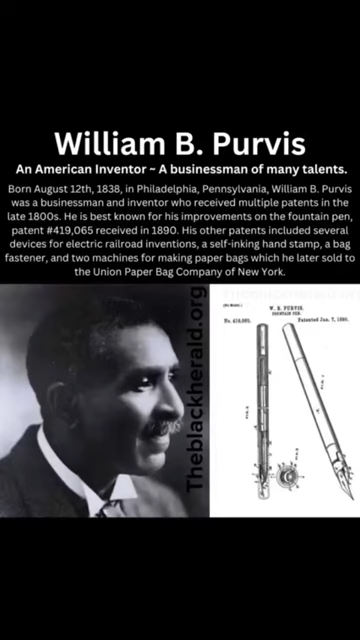 William B. Purvis
An American Inventor ~ A businessman of many talents.
Born August 12th, 1838, in Philadelphia, Pennsylvania, William B. Purvis
was a businessman and inventor who received multiple patents in the
late 1800s. He is best known for his improvements on the fountain pen,
patent #419,065 received in 1890. His other patents included several
devices for electric railroad inventions, a self-inking hand stamp, a bag
fastener, and two machines for making paper bags which he later sold to
the Union Paper Bag Company of New York.
Theblackherald.org
(No Model.)
W. B. PURVIS.
FOUNTAIN PEN.
No. 419,065.
Patented Jan. 7, 1890.